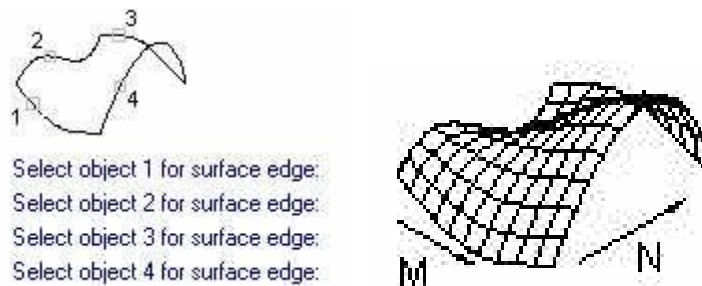 3
2
4
1
Select object 1 for surface edge:
Select object 2 for surface edge:
Select object 3 for surface edge:
Select object 4 for surface edge:
M
N